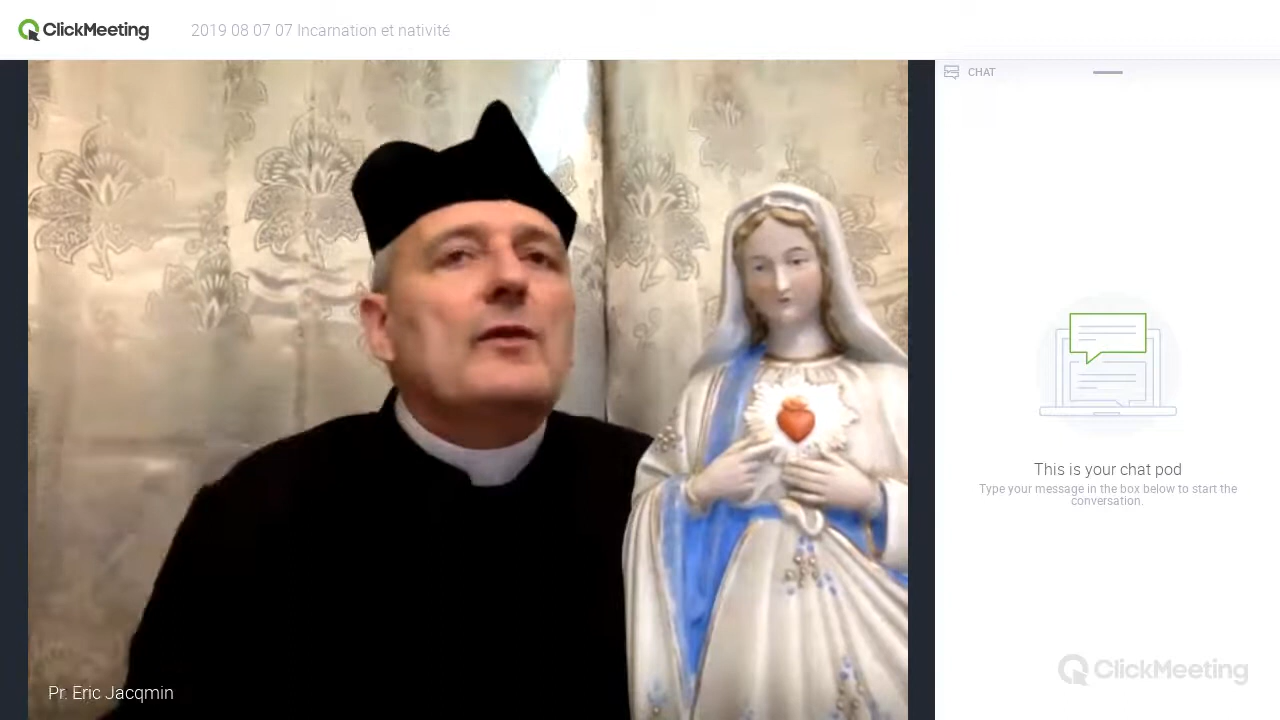 ClickMeeting
2019 08 07 07 Incarnation et nativité
CHAT
This is your chat pod
Type your message in the box below to start the
conversation.
Pr. Eric Jacqmin
ClickMeeting